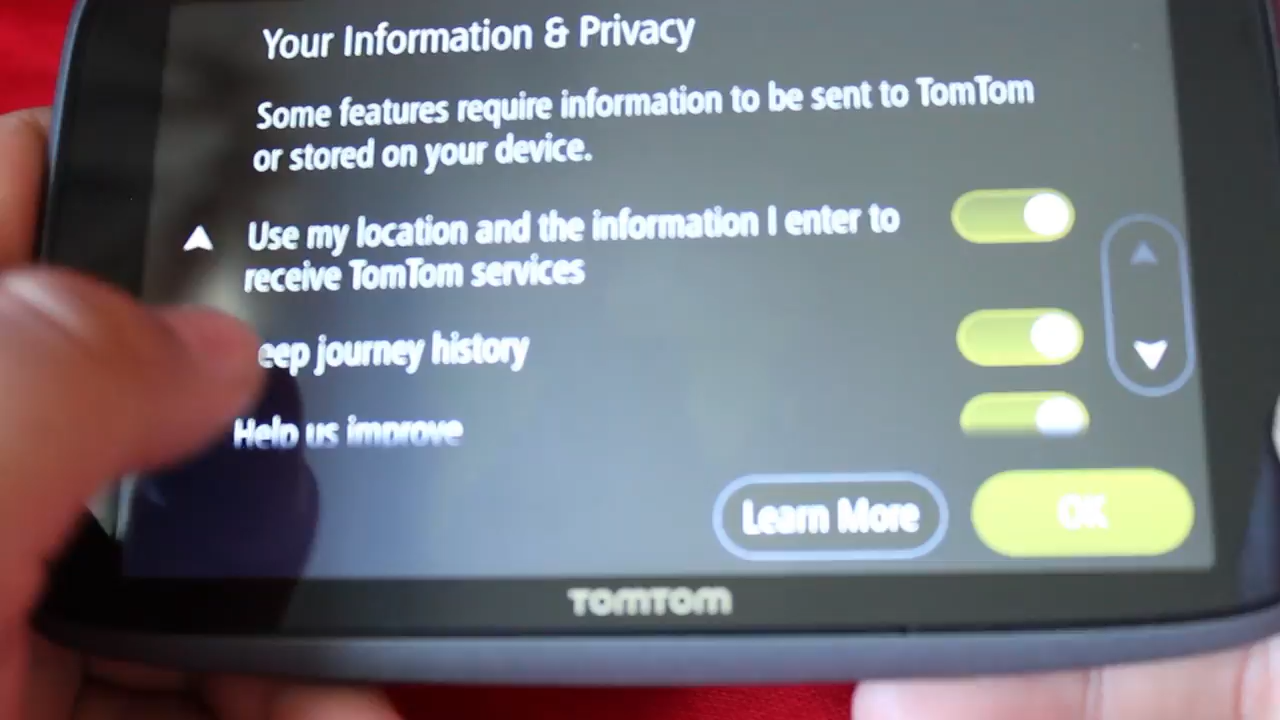 Your Information & Privacy
Some features require information to be sent to TomTom
or stored on your device.
Use my location and the information I enter to
receive TomTom services
eep journey history
Help us improve
Learn More
OK
TOMTOM